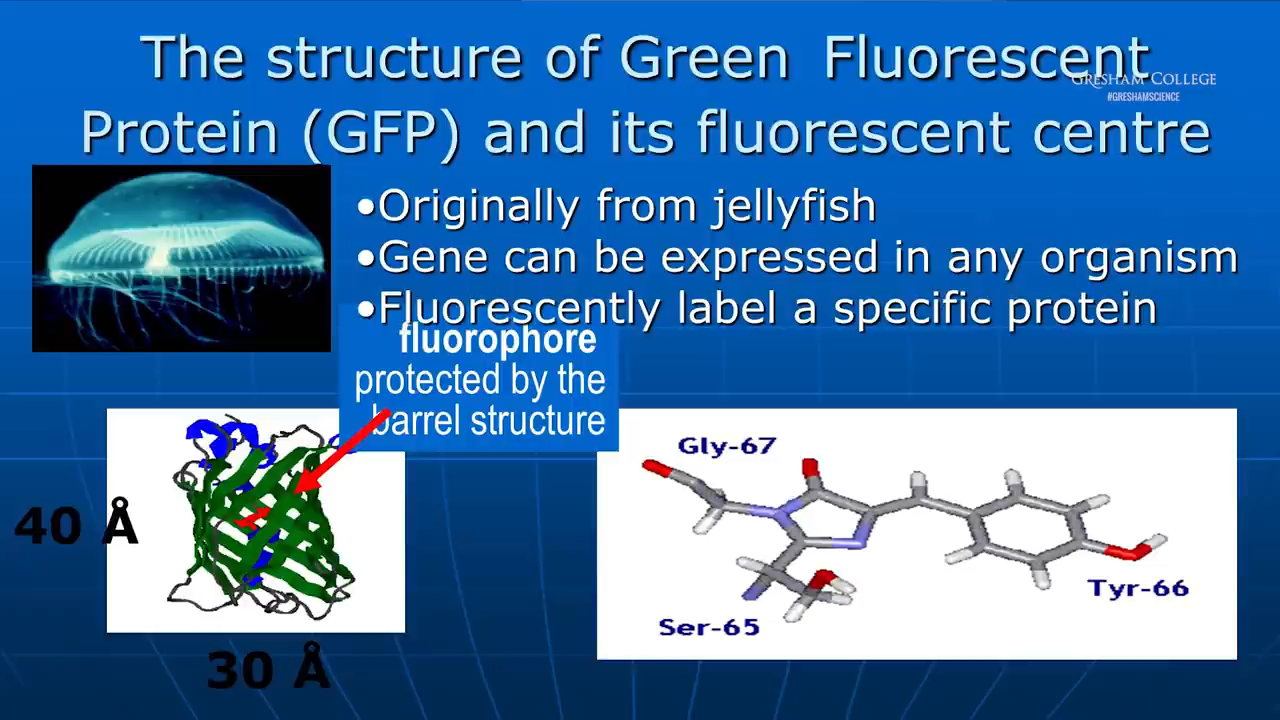 The structure of Green Fluorescent
Protein (GFP) and its fluorescent centre
GRESHAM COLLEGE
#GRESHAMSCIENCE
•Originally from jellyfish
•Gene can be expressed in any organism
•Fluorescently label a specific protein
fluorophore
protected by the
barrel structure
Gly-67
40 Å
Tyr-66
Ser-65
30 Å